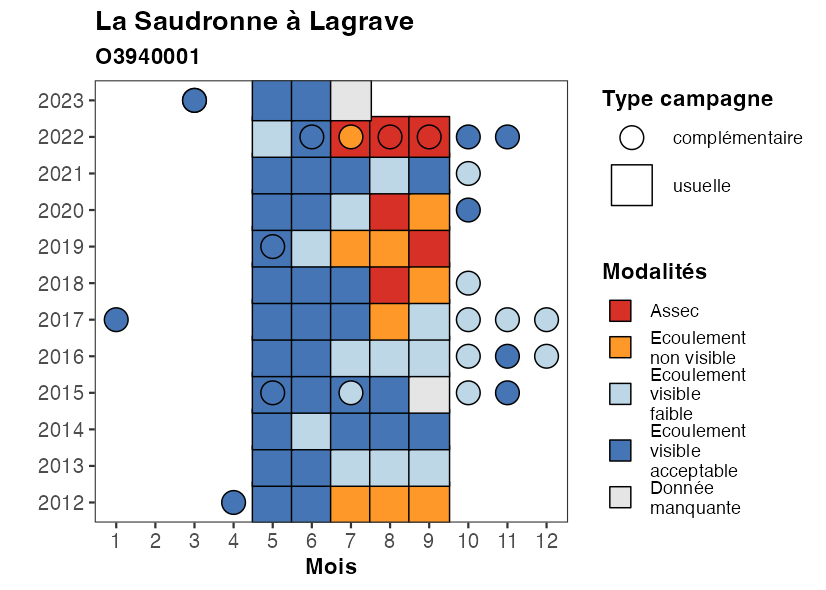 La Saudronne à Lagrave
O3940001
2023
2022
2021
2020
2019
2018
2017
2016
2015
2014
2013
2012
1 2 3 4 5 6 7 8 9 10 11 12
Mois
Type campagne
complémentaire
usuelle
Modalités
Assec
Ecoulement
non visible
Ecoulement
visible
faible
Ecoulement
visible
acceptable
Donnée
manquante